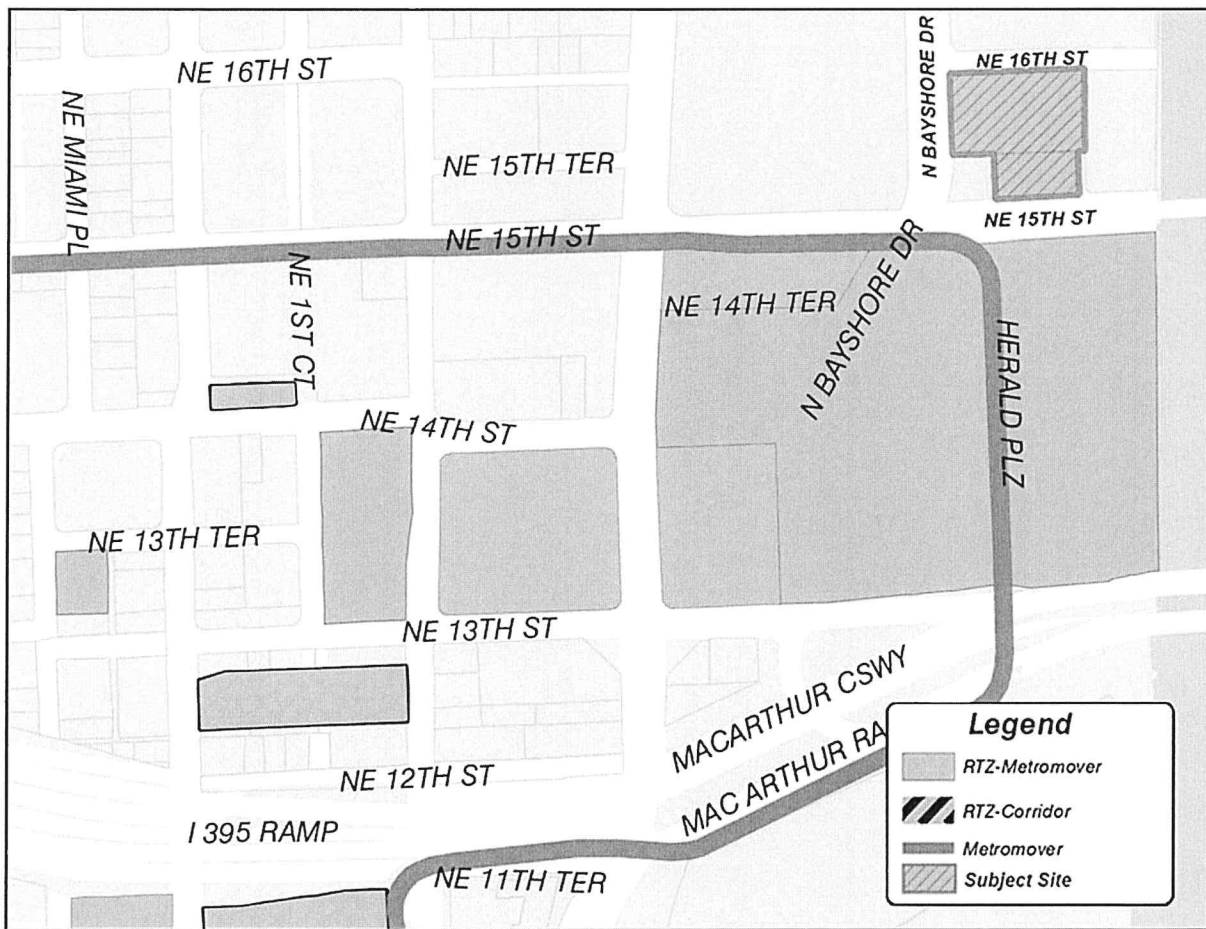 NE 16TH ST
N BAYSHORE DR
NE 16TH ST
NE MIAMI PL
NE 15TH TER
NE 15TH ST
NE 15TH ST
NE 1ST CT
NE 14TH TER
N BAYSHORE DR
HERALD PLZ
NE 14TH ST
NE 13TH TER
NE 13TH ST
MACARTHUR CSWY
MAC ARTHUR RA
NE 12TH ST
I 395 RAMP
NE 11TH TER
Legend
RTZ-Metromover
RTZ-Corridor
Metromover
Subject Site